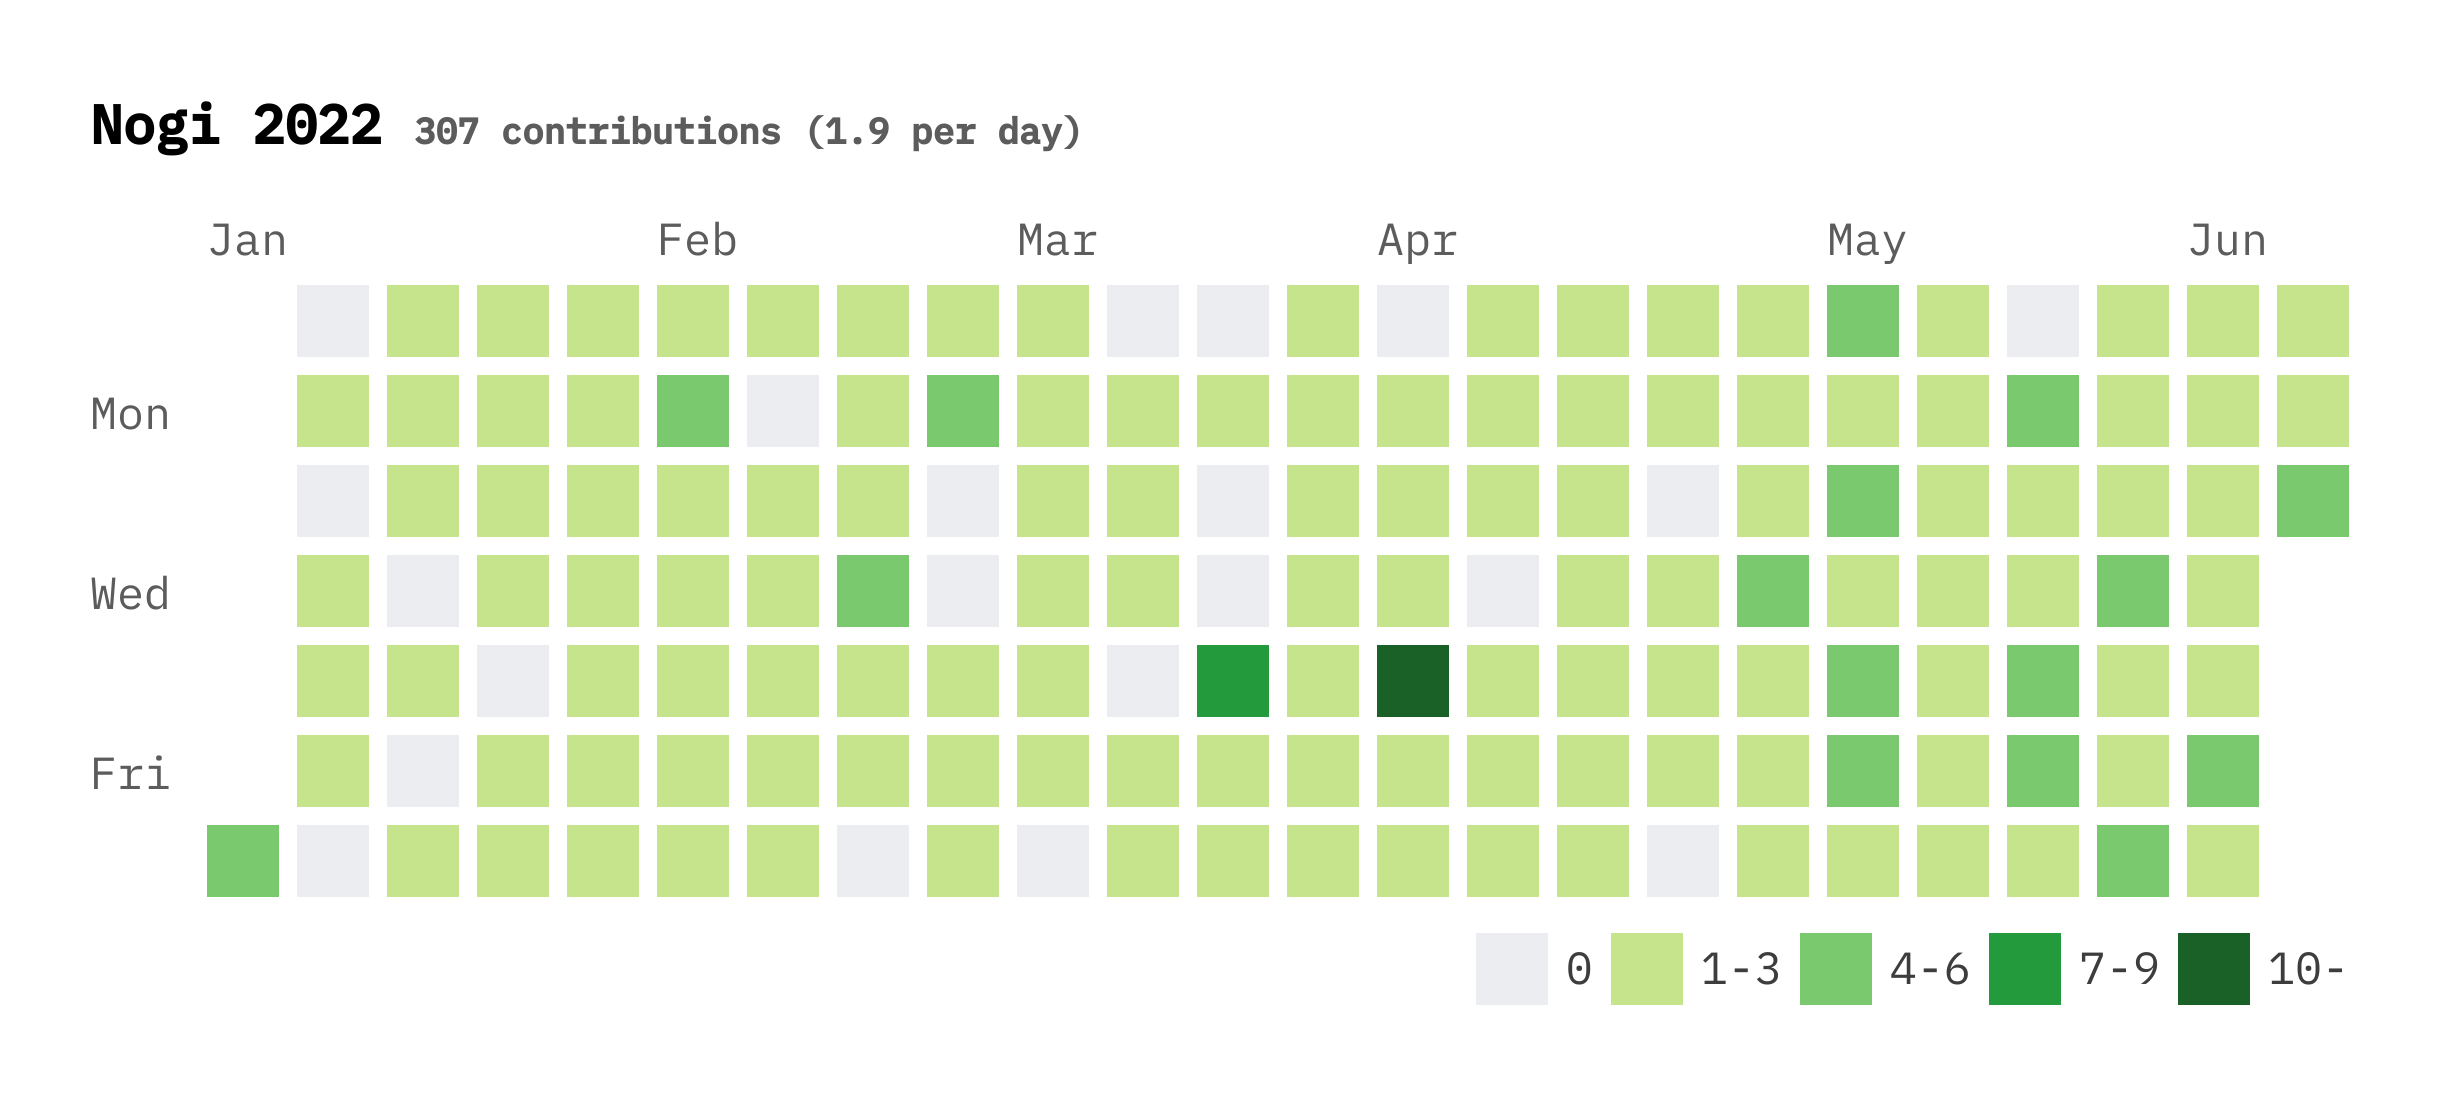 Nogi 2022 307 contributions (1.9 per day)
Jan Feb Mar Apr May Jun
Mon
Wed
Fri
0 1-3 4-6 7-9 10-